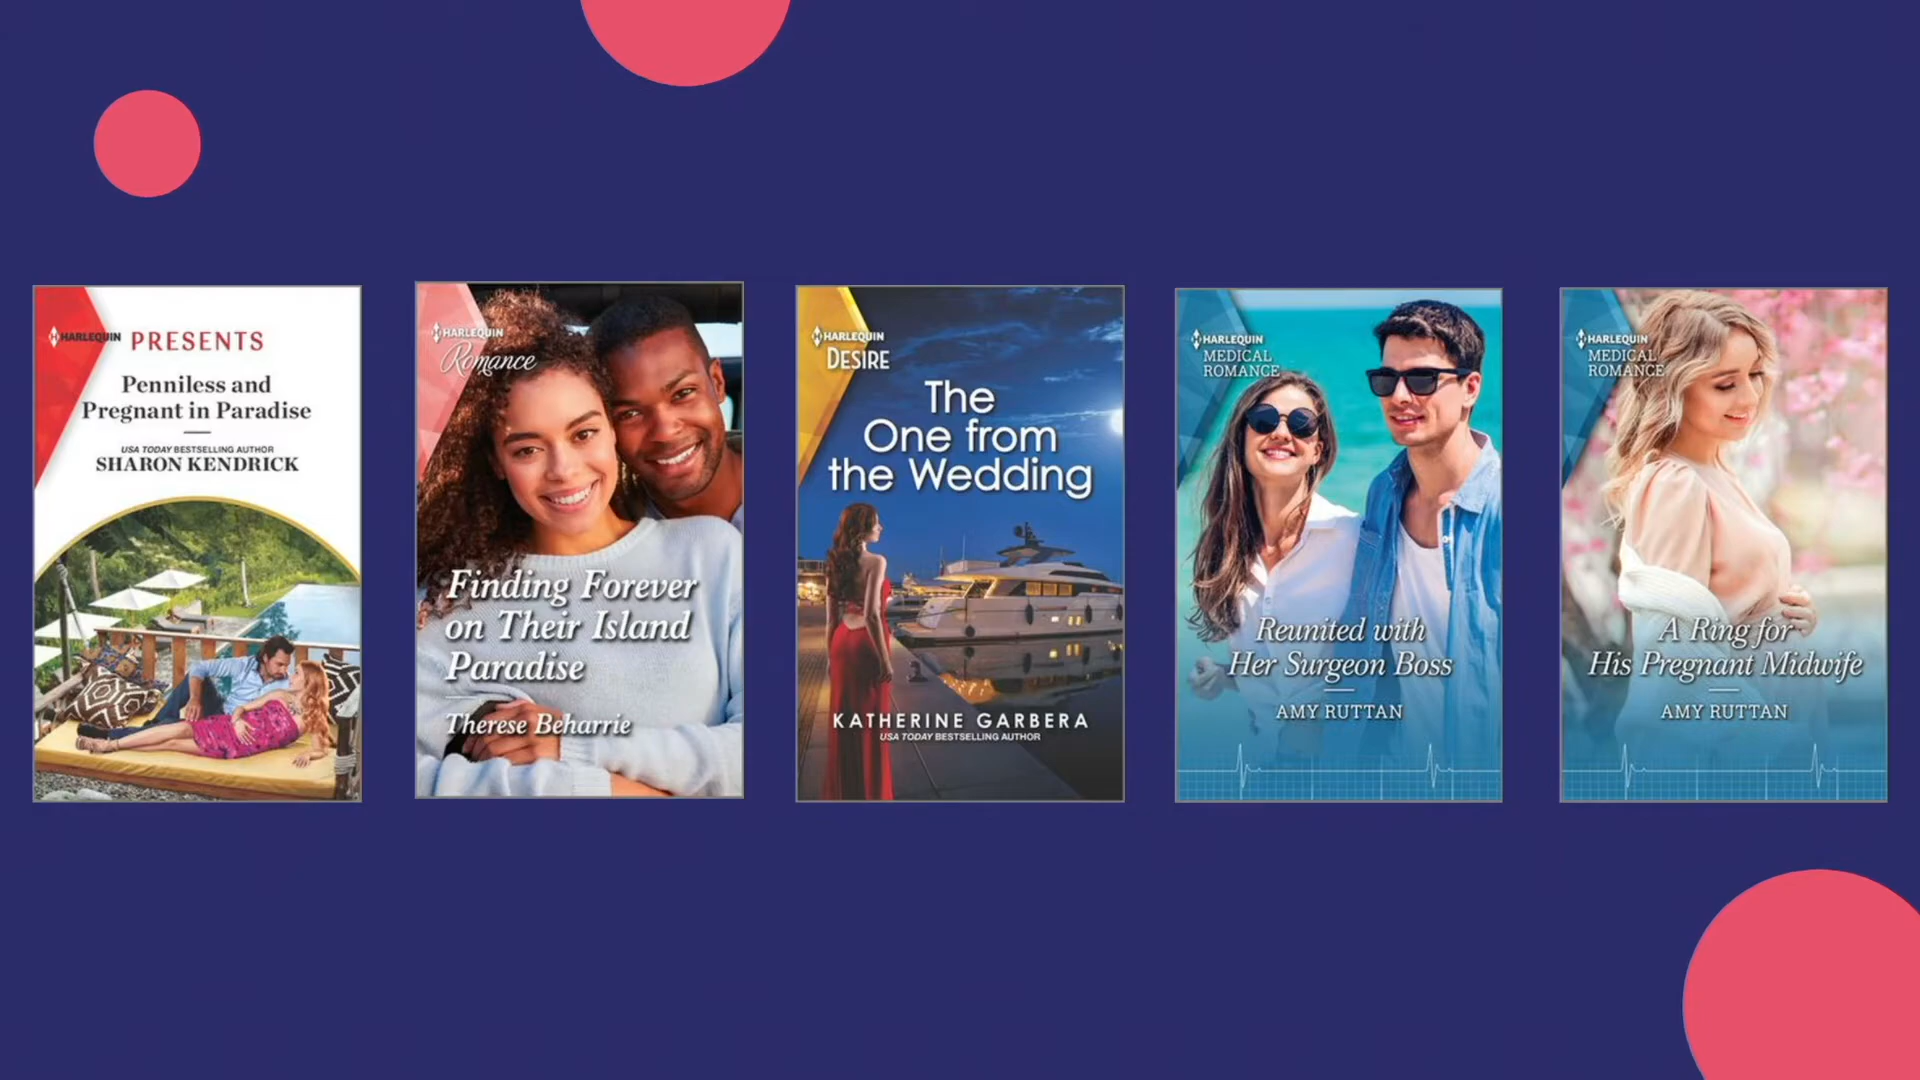 HARLEQUIN PRESENTS
Penniless and
Pregnant in Paradise
USA TODAY BESTSELLING AUTHOR
SHARON KENDRICK
HARLEQUIN
Romance
Finding Forever
on Their Island
Paradise
Therese Beharrie
HARLEQUIN
DESIRE
The
One from
the Wedding
KATHERINE GARBERA
USA TODAY BESTSELLING AUTHOR
HARLEQUIN
MEDICAL
ROMANCE
Reunited with
Her Surgeon Boss
AMY RUTTAN
HARLEQUIN
MEDICAL
ROMANCE
A Ring for
His Pregnant Midwife
AMY RUTTAN